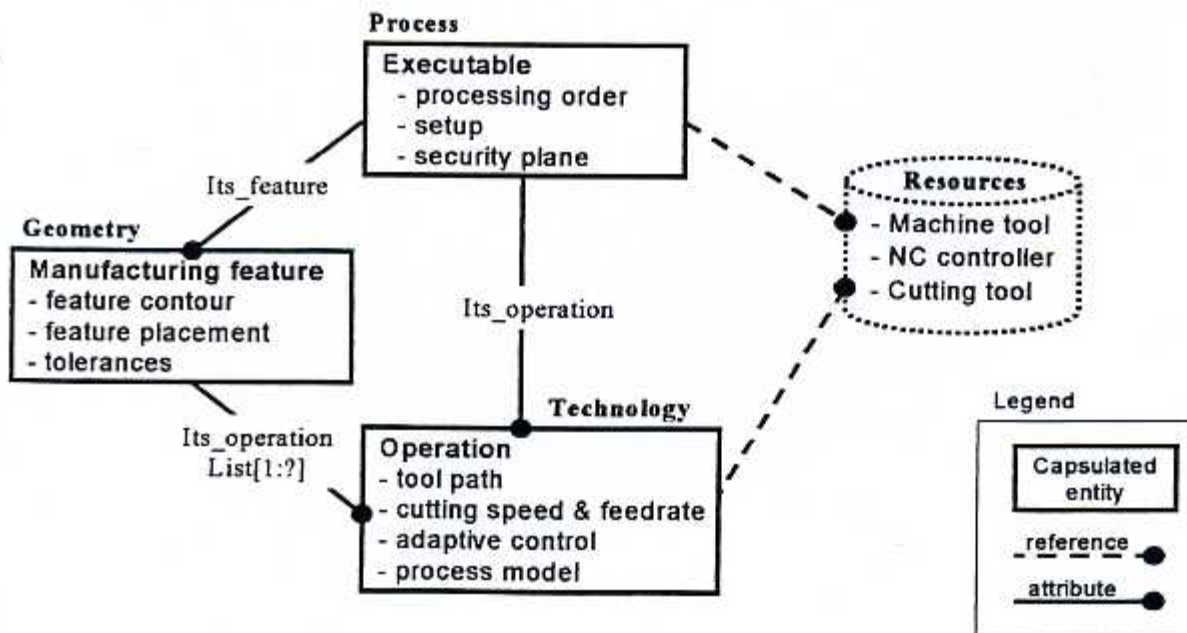 Process
Executable
- processing order
- setup
- security plane
Its_feature
Resources
- Machine tool
- NC controller
- Cutting tool
Geometry
Manufacturing feature
- feature contour
- feature placement
- tolerances
Its_operation
Its_operation
List[1:?]
Technology
Operation
- tool path
- cutting speed & feedrate
- adaptive control
- process model
Legend
Capsulated
entity
reference
attribute